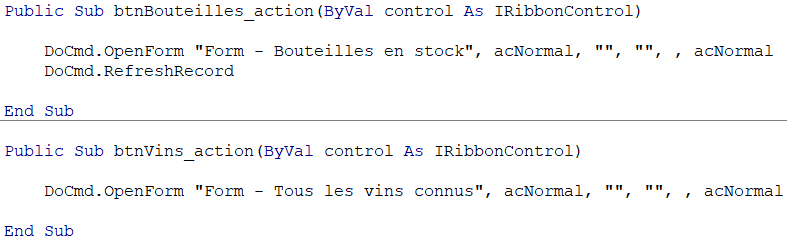 Public Sub btnBouteilles_action(ByVal control As IRibbonControl)
DoCmd.OpenForm "Form - Bouteilles en stock", acNormal, "", "", , acNormal
DoCmd.RefreshRecord
End Sub
Public Sub btnVins_action(ByVal control As IRibbonControl)
DoCmd.OpenForm "Form - Tous les vins connus", acNormal, "", "", , acNormal
End Sub